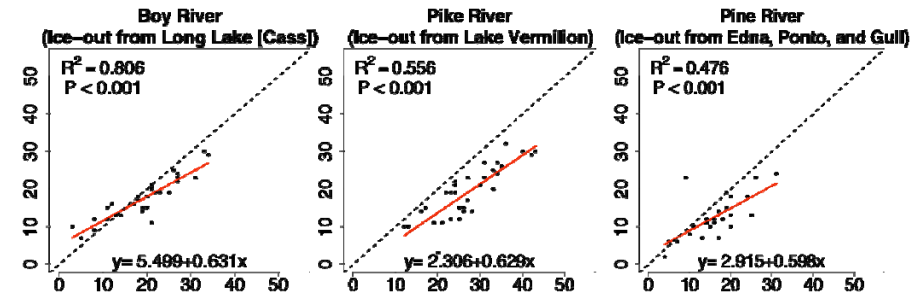 Boy River
(Ice-out from Long Lake [Cass])
R² = 0.806
P < 0.001
y= 5.499+0.631x
0 10 20 30 40 50
0 10 20 30 40 50
Pike River
(Ice-out from Lake Vermilion)
R² = 0.556
P < 0.001
y= 2.306+0.629x
0 10 20 30 40 50
0 10 20 30 40 50
Pine River
(Ice-out from Edna, Ponto, and Gull)
R² = 0.476
P < 0.001
y= 2.915+0.598x
0 10 20 30 40 50
0 10 20 30 40 50